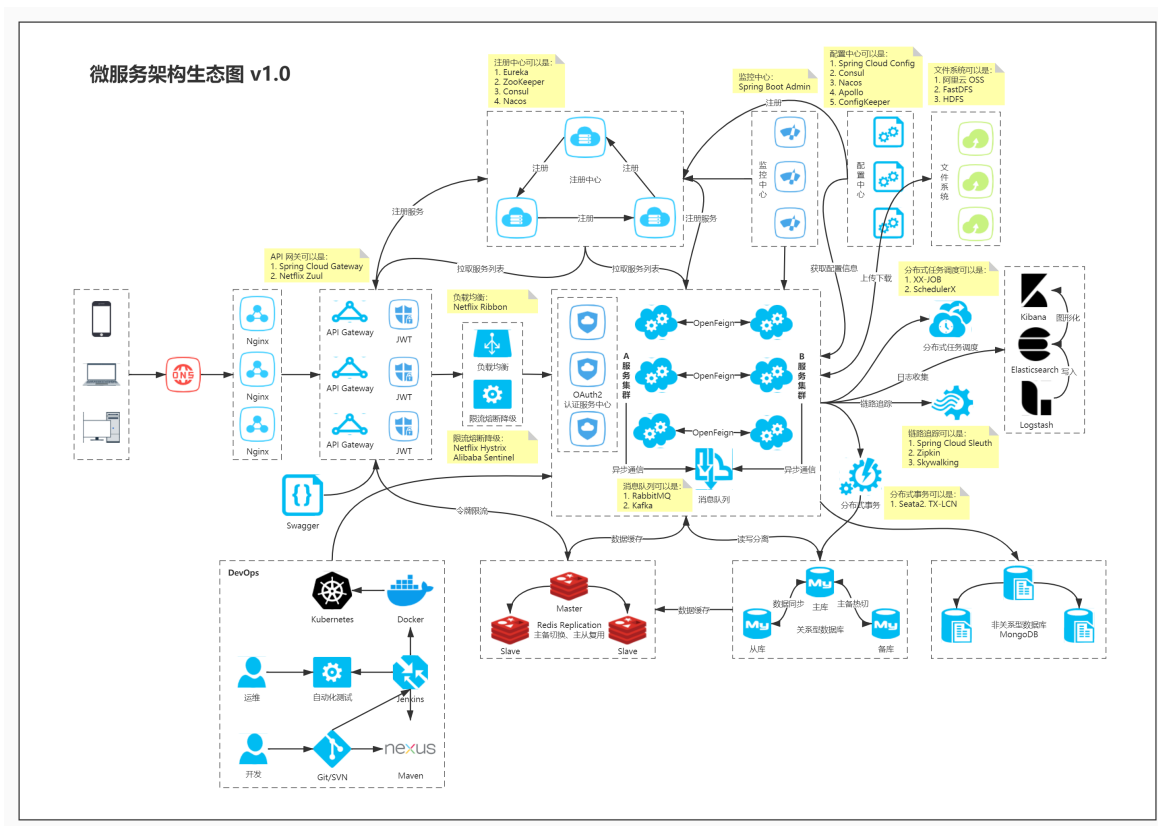 微服务架构生态图 v1.0
注册中心可以是：
1. Eureka
2. ZooKeeper
3. Consul
4. Nacos
监控中心：
Spring Boot Admin
配置中心可以是：
1. Spring Cloud Config
2. Consul
3. Nacos
4. Apollo
5. ConfigKeeper
文件系统可以是：
1. 阿里云 OSS
2. FastDFS
3. HDFS
注册
注册
注册
注册中心
注册
监控中心
配置中心
文件系统
注册服务
注册服务
API 网关可以是：
1. Spring Cloud Gateway
2. Netflix Zuul
拉取服务列表
拉取服务列表
获取配置信息
上传下载
分布式任务调度可以是：
1. XX-JOB
2. SchedulerX
负载均衡：
Netflix Ribbon
DNS
Nginx
Nginx
Nginx
API Gateway
JWT
API Gateway
JWT
API Gateway
JWT
负载均衡
限流熔断降级
限流熔断降级：
Netflix Hystrix
Alibaba Sentinel
OAuth2
认证服务中心
A服务集群
B服务集群
OpenFeign
OpenFeign
OpenFeign
异步通信
异步通信
消息队列
消息队列可以是：
1. RabbitMQ
2. Kafka
分布式任务调度
日志收集
链路追踪
Kibana
图形化
Elasticsearch
写入
Logstash
链路追踪可以是：
1. Spring Cloud Sleuth
2. Zipkin
3. Skywalking
分布式事务
分布式事务可以是：
1. Seata2. TX-LCN
Swagger
令牌限流
数据缓存
读写分离
DevOps
Kubernetes
Docker
运维
自动化测试
Jenkins
开发
Git/SVN
nexus
Maven
Master
Redis Replication
主备切换、主从复用
Slave
Slave
数据缓存
My
数据同步
主库
主备热切
My
关系型数据库
My
从库
备库
非关系型数据库
MongoDB